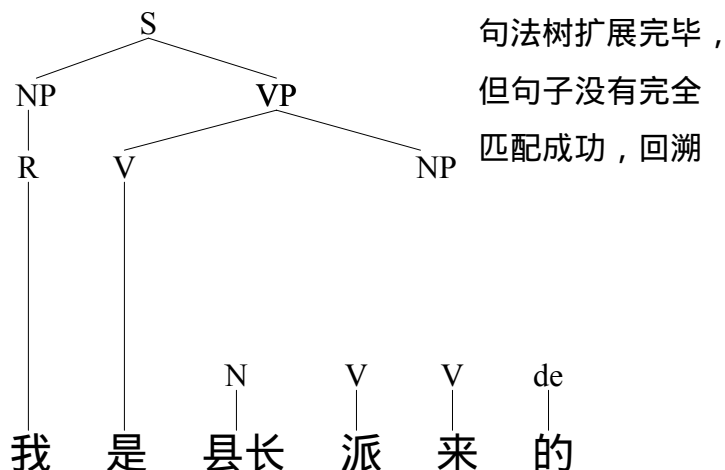 S
句法树扩展完毕，
NP VP
但句子没有完全
R V NP
匹配成功，回溯
N V V de
我 是 县长 派 来 的